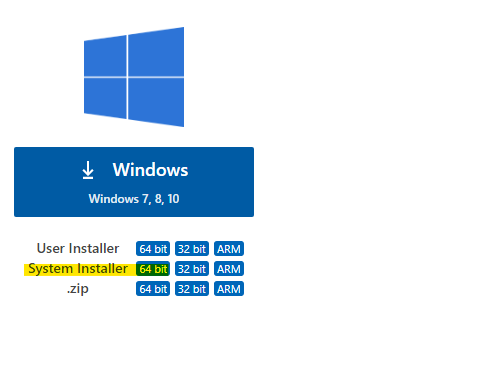 Windows
Windows 7, 8, 10
User Installer 64 bit 32 bit ARM
System Installer 64 bit 32 bit ARM
.zip 64 bit 32 bit ARM